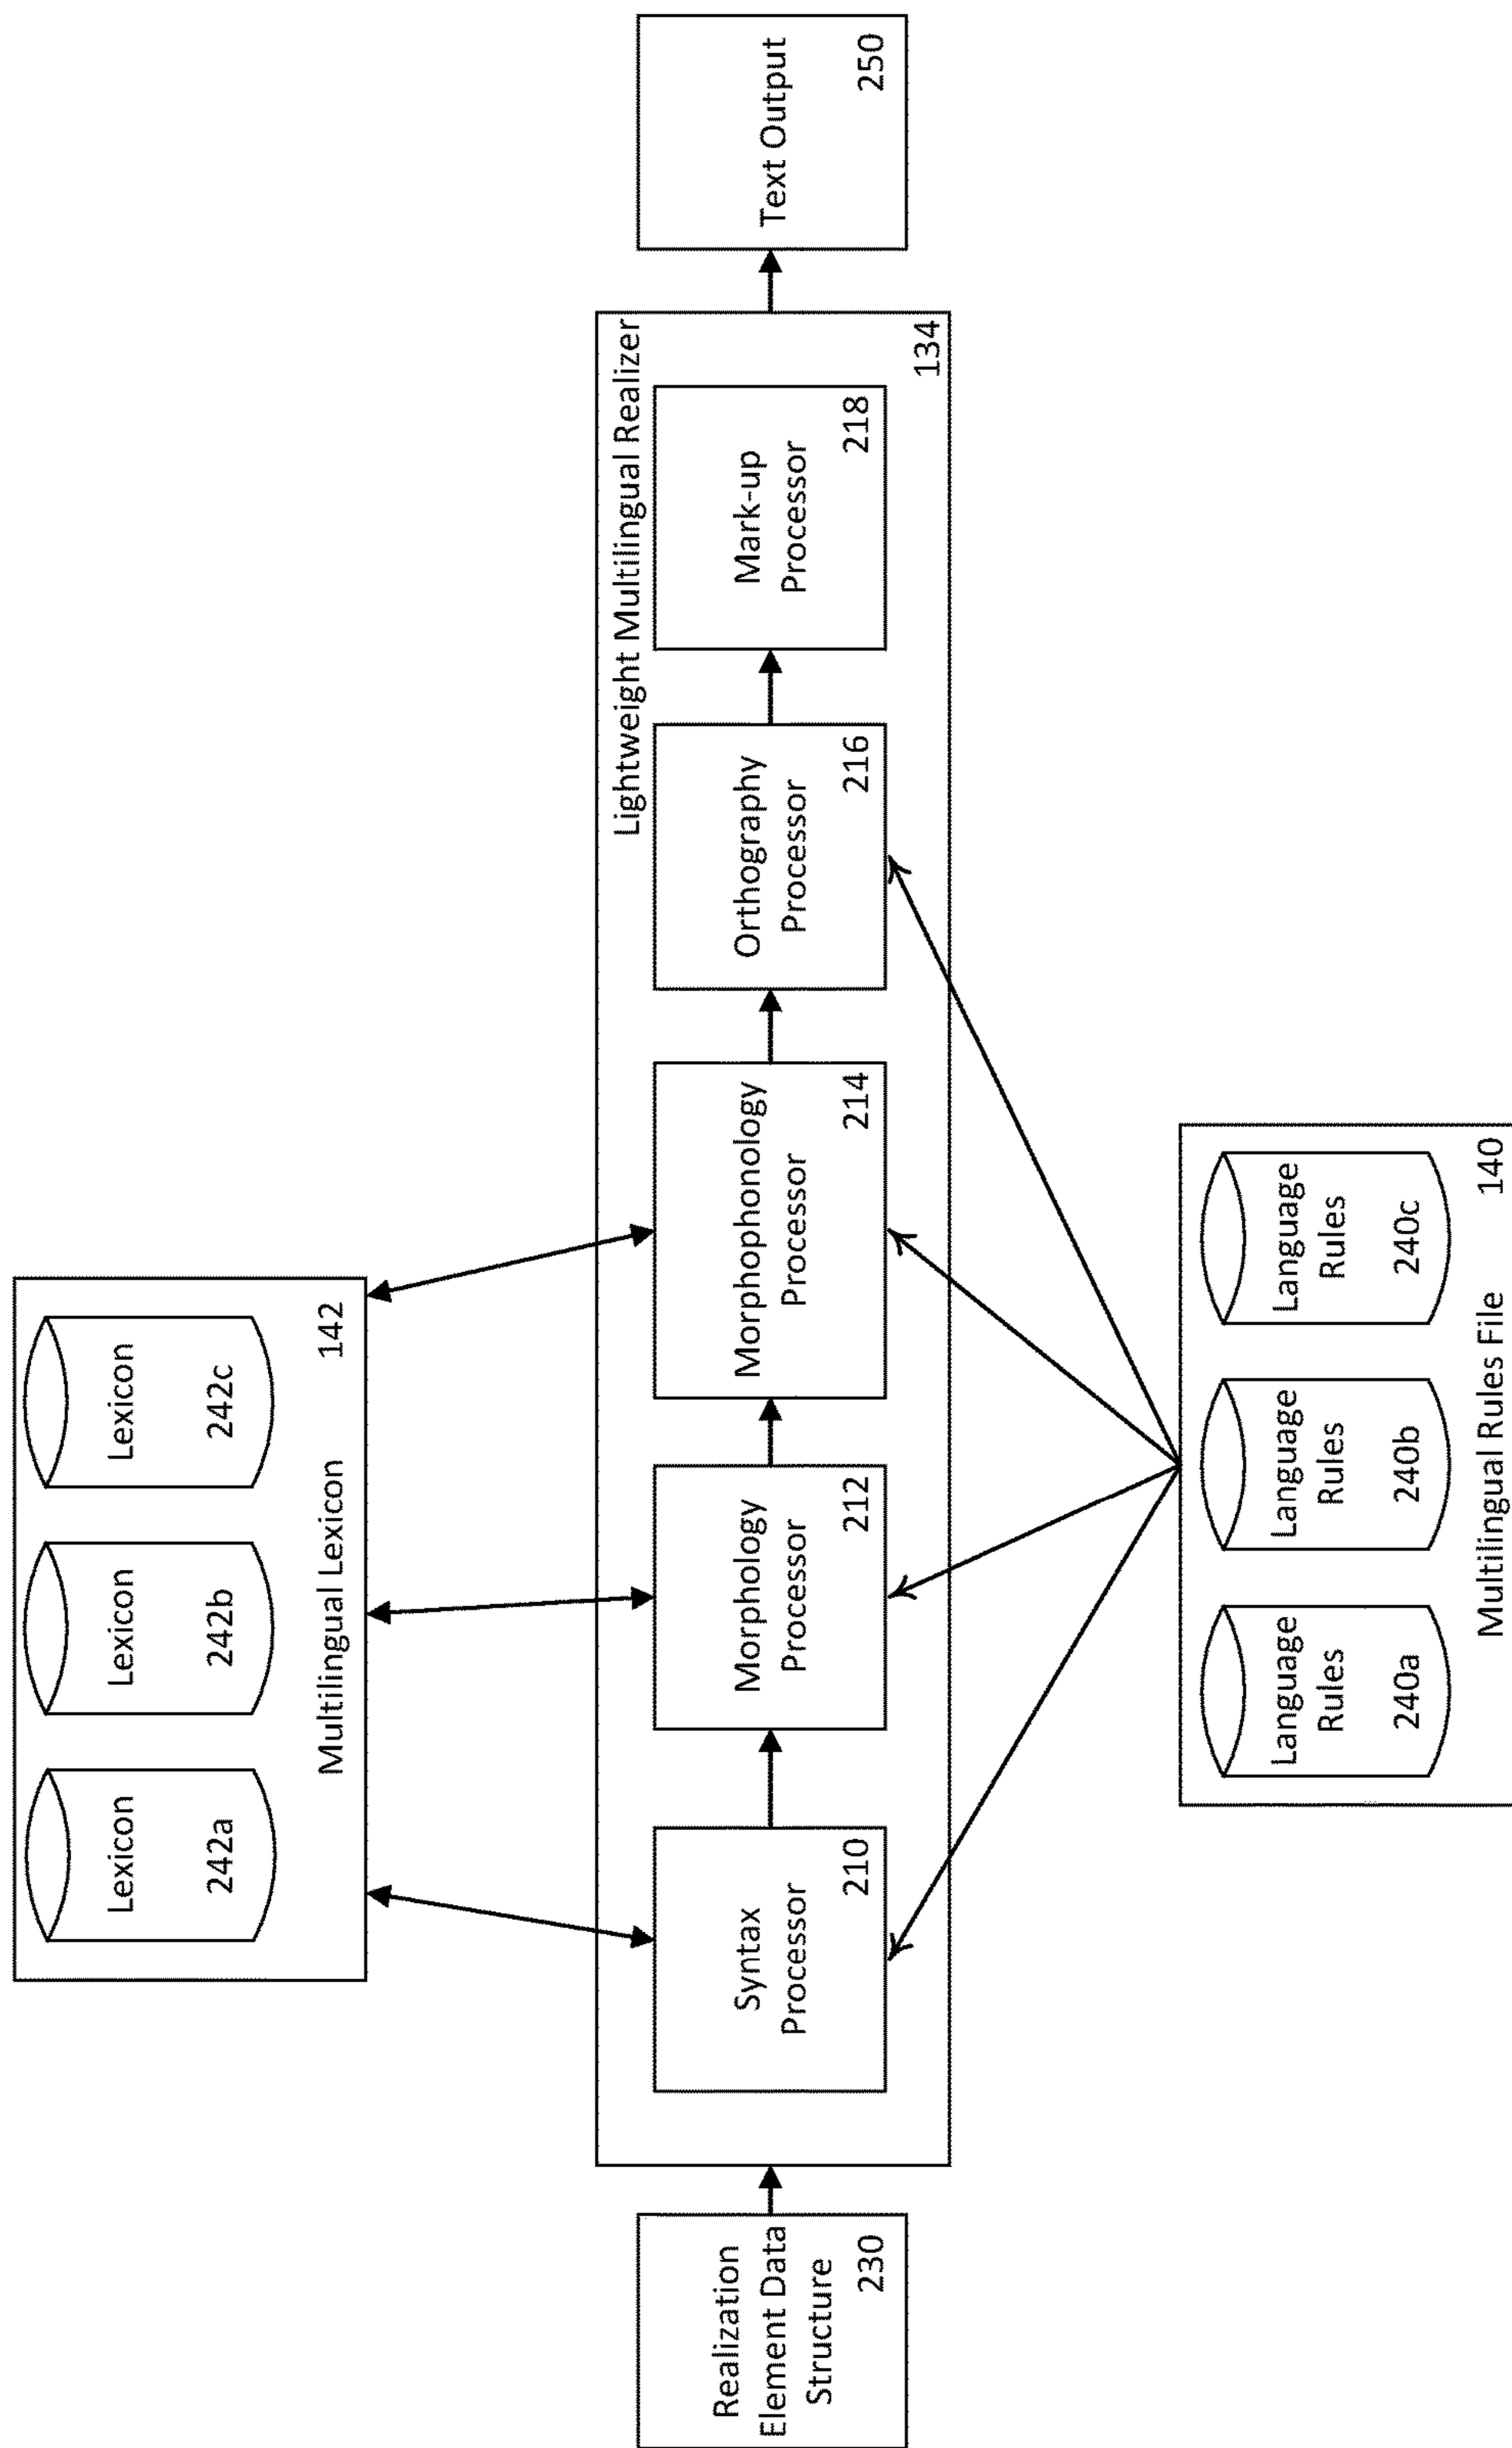 Lexicon
242a
Lexicon
242b
Lexicon
242c
Multilingual Lexicon
142
Lightweight Multilingual Realizer
Realization
Element Data
Structure
230
Syntax
Processor
210
Morphology
Processor
212
Morphophonology
Processor
214
Orthography
Processor
216
Mark-up
Processor
218
134
Text Output
250
Language
Rules
240a
Language
Rules
240b
Language
Rules
240c
Multilingual Rules File
140